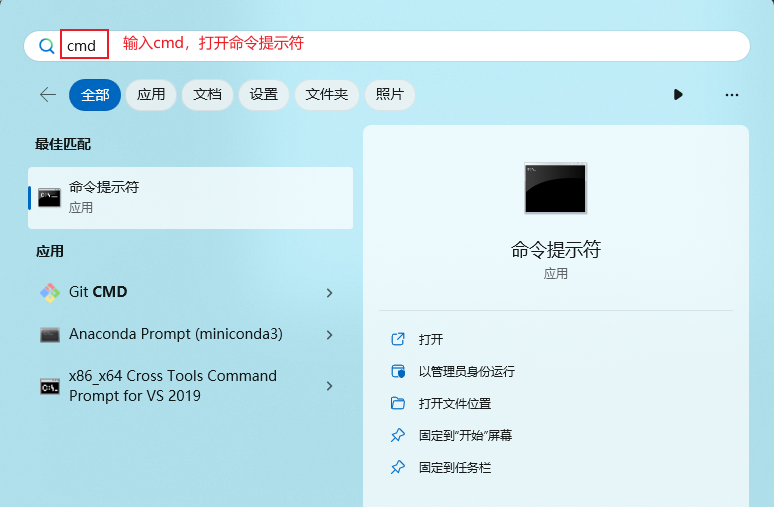 cmd
输入cmd，打开命令提示符
全部 应用 文档 设置 文件夹 照片
最佳匹配
命令提示符
应用
应用
Git CMD
Anaconda Prompt (miniconda3)
x86_x64 Cross Tools Command
Prompt for VS 2019
命令提示符
应用
打开
以管理员身份运行
打开文件位置
固定到"开始"屏幕
固定到任务栏